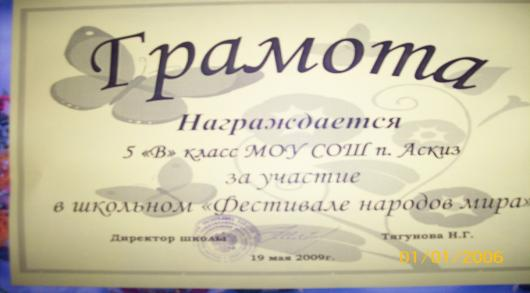 Грамота
Награждается
5 «В» класс МОУ СОШ п. Аскиз
за участие
в школьном «Фестивале народов мира»
Директор школы Тягунова Н.Г.
19 мая 2009г.
01/01/2006